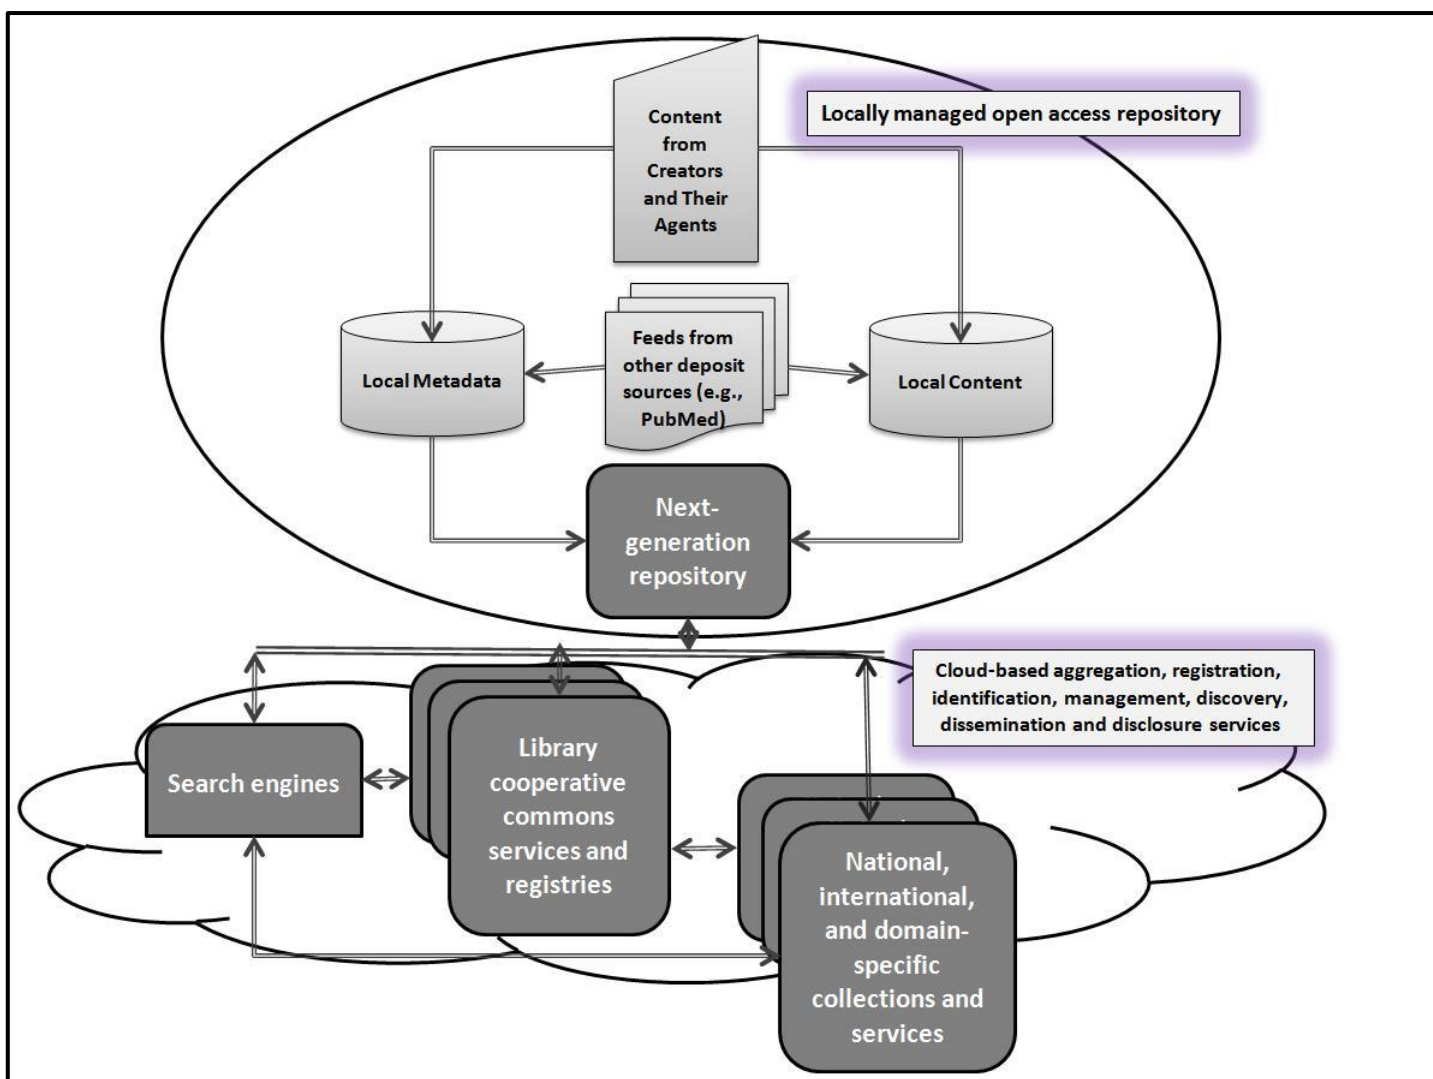 Locally managed open access repository
Content
from
Creators
and Their
Agents
Feeds from
other deposit
sources (e.g.,
PubMed)
Local Metadata
Local Content
Next-
generation
repository
Cloud-based aggregation, registration,
identification, management, discovery,
dissemination and disclosure services
Search engines
Library
cooperative
commons
services and
registries
National,
international,
and domain-
specific
collections and
services